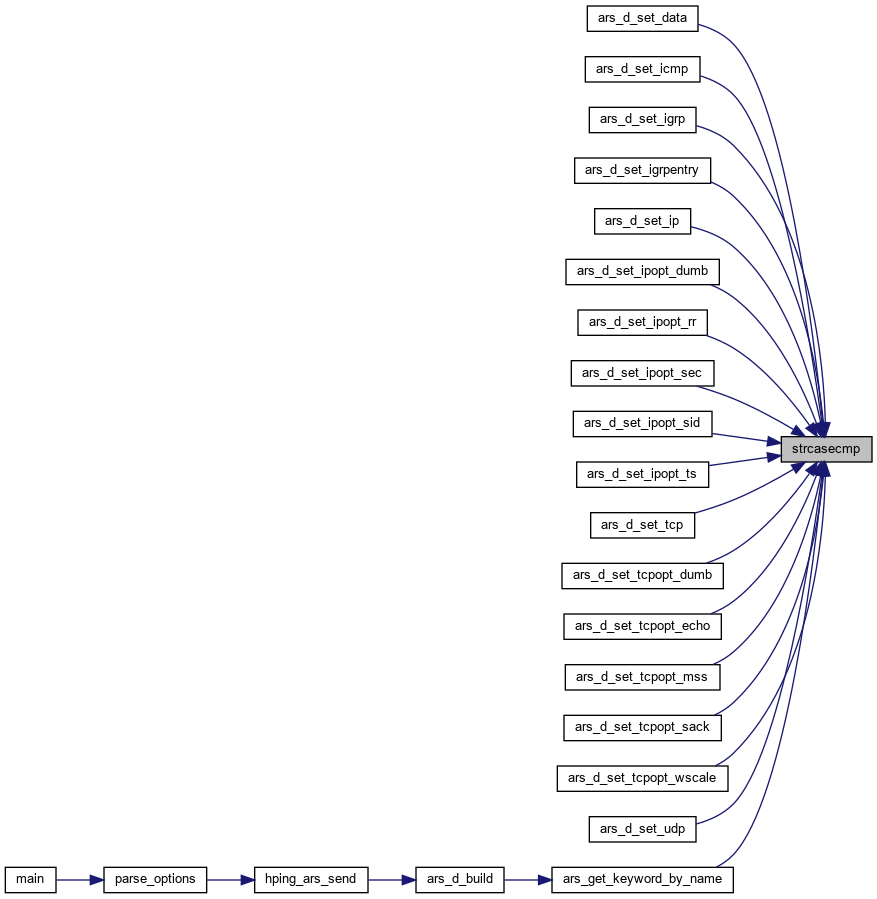 ars_d_set_data
ars_d_set_icmp
ars_d_set_igrp
ars_d_set_igrpentry
ars_d_set_ip
ars_d_set_ipopt_dumb
ars_d_set_ipopt_rr
ars_d_set_ipopt_sec
ars_d_set_ipopt_sid
strcasecmp
ars_d_set_ipopt_ts
ars_d_set_tcp
ars_d_set_tcpopt_dumb
ars_d_set_tcpopt_echo
ars_d_set_tcpopt_mss
ars_d_set_tcpopt_sack
ars_d_set_tcpopt_wscale
ars_d_set_udp
main
parse_options
hping_ars_send
ars_d_build
ars_get_keyword_by_name